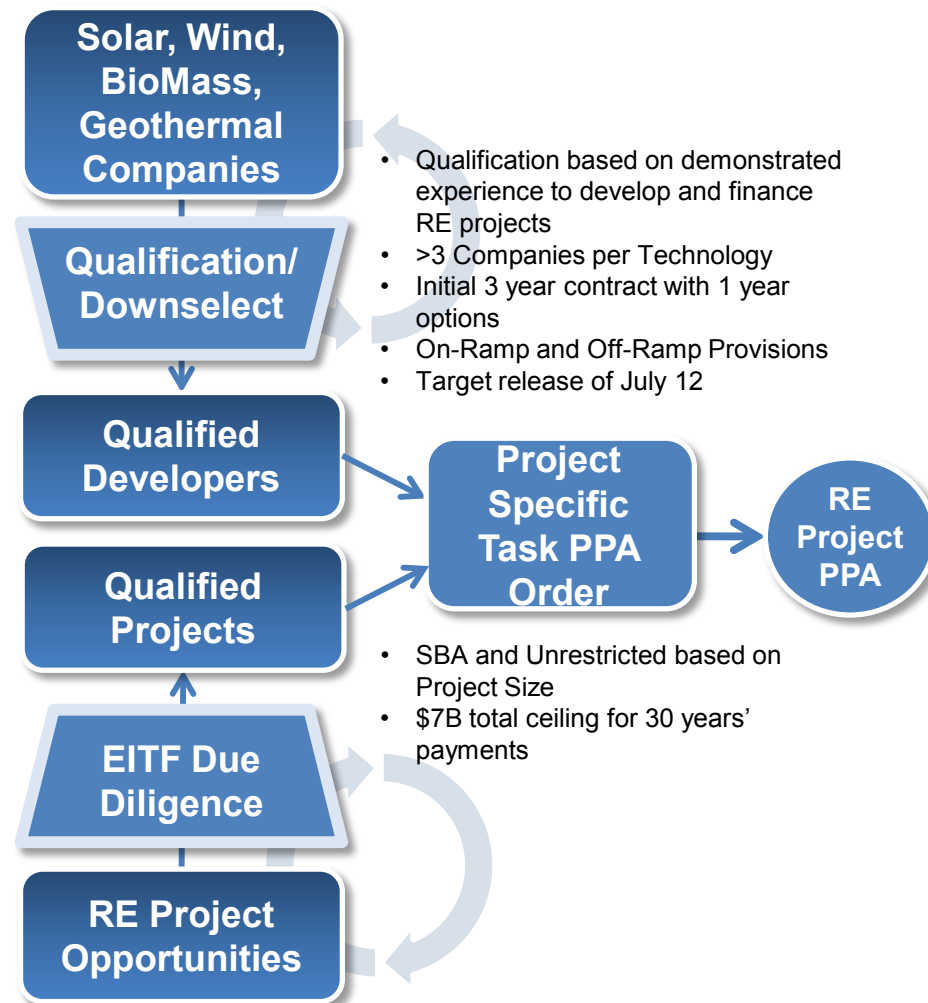 Solar, Wind,
BioMass,
Geothermal
Companies
Qualification/
Downselect
• Qualification based on demonstrated
experience to develop and finance
RE projects
• >3 Companies per Technology
• Initial 3 year contract with 1 year
options
• On-Ramp and Off-Ramp Provisions
• Target release of July 12
Qualified
Developers
Qualified
Projects
Project
Specific
Task PPA
Order
RE
Project
PPA
• SBA and Unrestricted based on
Project Size
• $7B total ceiling for 30 years’
payments
EITF Due
Diligence
RE Project
Opportunities